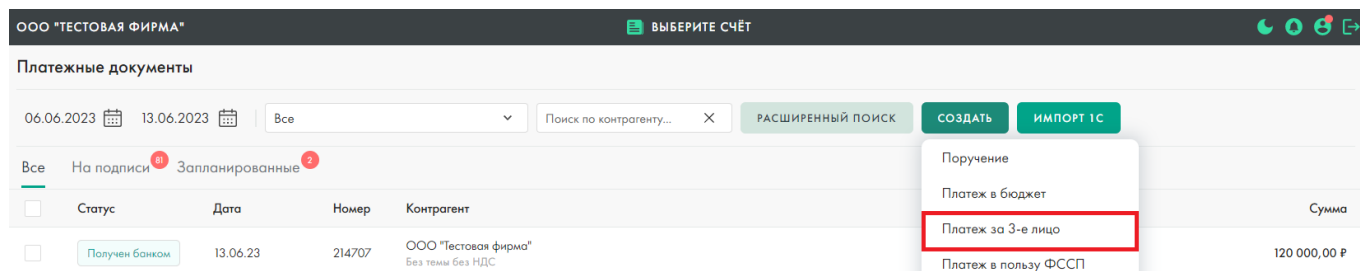 ООО "ТЕСТОВАЯ ФИРМА" ВЫБЕРИТЕ СЧЁТ
Платежные документы
06.06.2023 13.06.2023 Все Поиск по контрагенту... РАСШИРЕННЫЙ ПОИСК СОЗДАТЬ ИМПОРТ 1С
Все На подписи 81 Запланированные 2
Поручение
Платеж в бюджет
Платеж за 3-е лицо
Платеж в пользу ФССП
Статус Дата Номер Контрагент Сумма
Получен банком 13.06.23 214707 ООО "Тестовая фирма" 120 000,00 ₽
Без темы без НДС